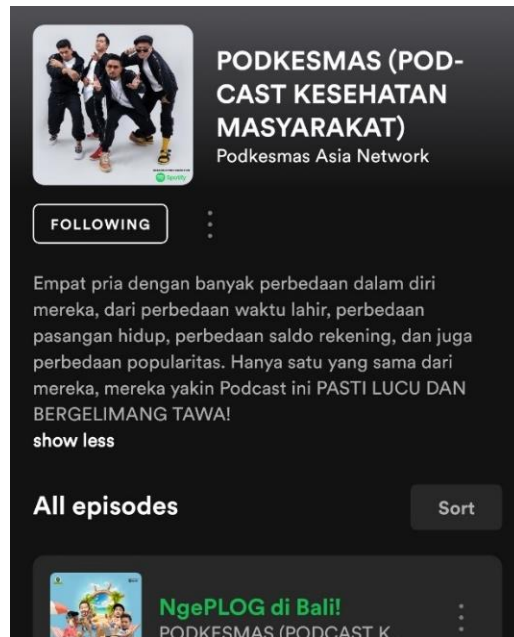 PODKESMAS (POD-
CAST KESEHATAN
MASYARAKAT)
Podkesmas Asia Network
Spotify
FOLLOWING
Empat pria dengan banyak perbedaan dalam diri
mereka, dari perbedaan waktu lahir, perbedaan
pasangan hidup, perbedaan saldo rekening, dan juga
perbedaan popularitas. Hanya satu yang sama dari
mereka, mereka yakin Podcast ini PASTI LUCU DAN
BERGELIMANG TAWA!
show less
All episodes
Sort
NgePLOG di Bali!
PODKESMAS (PODCAST K